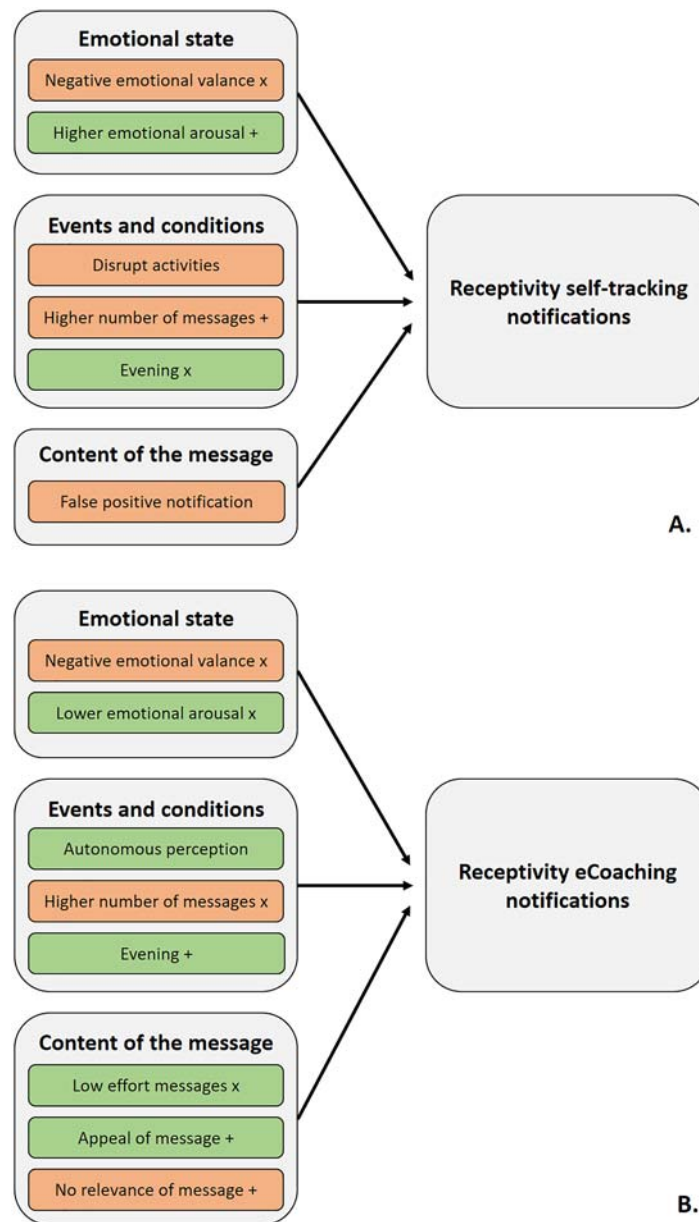 Emotional state
Negative emotional valance x
Higher emotional arousal +
Events and conditions
Disrupt activities
Higher number of messages +
Evening x
Content of the message
False positive notification
Receptivity self-tracking
notifications
A.
Emotional state
Negative emotional valance x
Lower emotional arousal x
Events and conditions
Autonomous perception
Higher number of messages x
Evening +
Content of the message
Low effort messages x
Appeal of message +
No relevance of message +
Receptivity eCoaching
notifications
B.